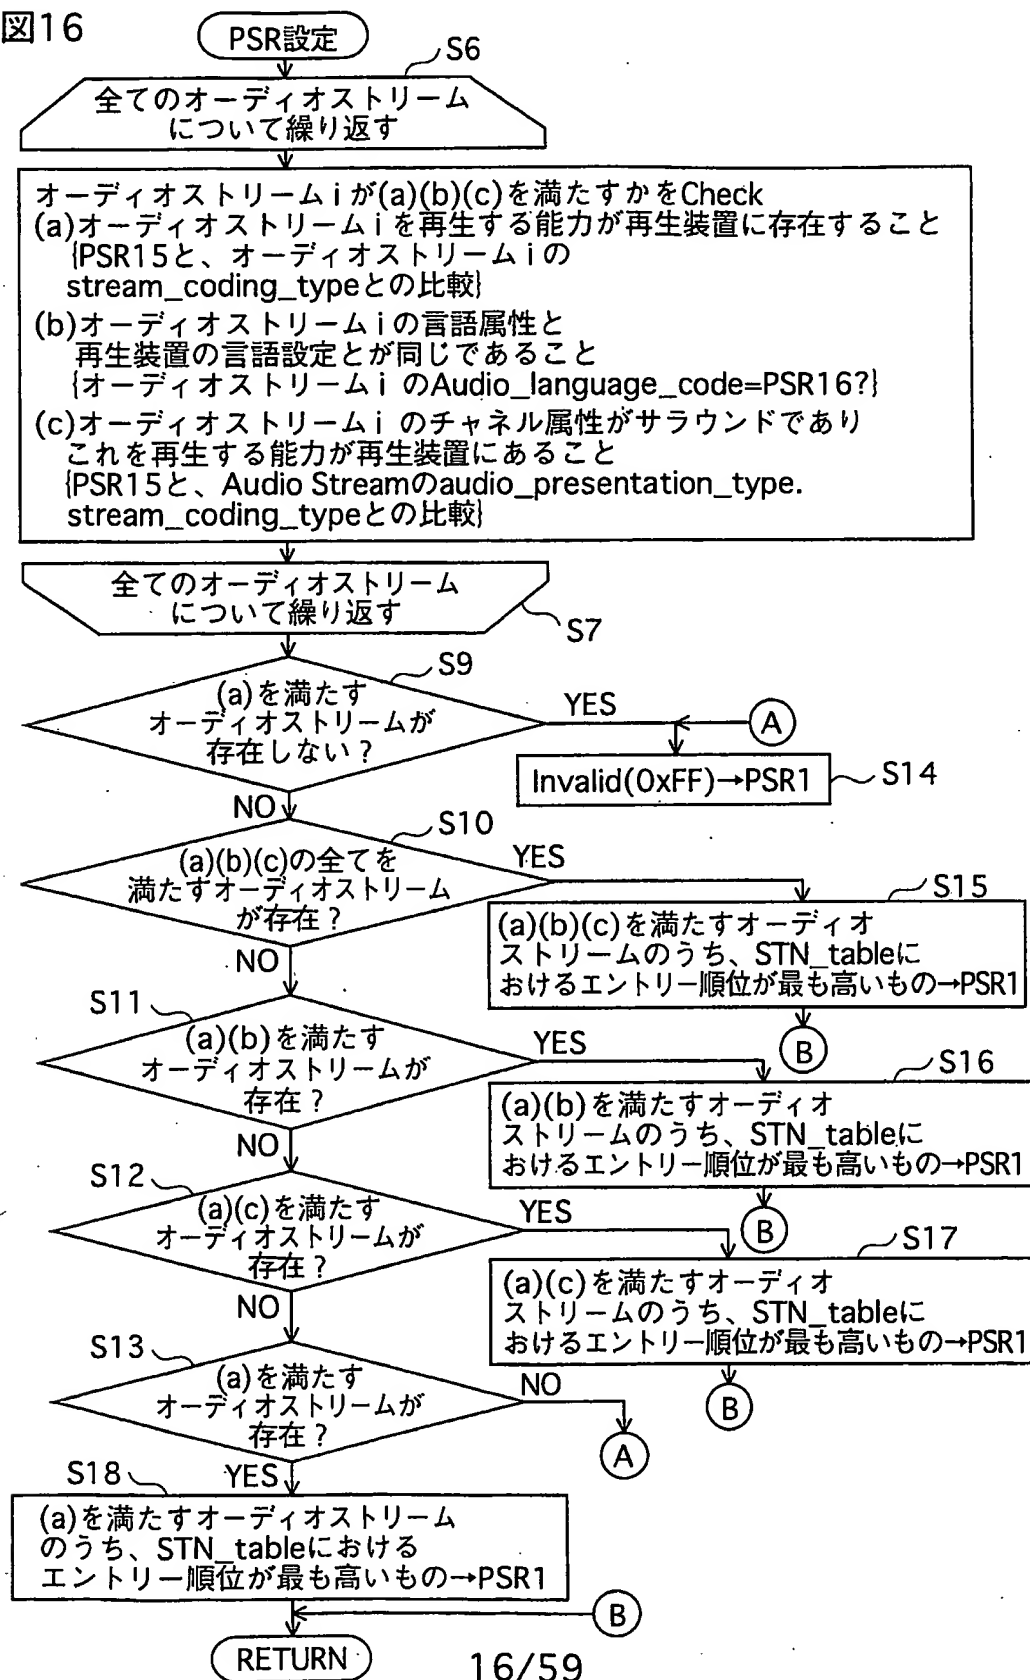 図16
PSR設定
S6
全てのオーディオストリーム
について繰り返す
オーディオストリームiが(a)(b)(c)を満たすかをCheck
(a)オーディオストリームiを再生する能力が再生装置に存在すること
{PSR15と、オーディオストリームiの
stream_coding_typeとの比較}
(b)オーディオストリームiの言語属性と
再生装置の言語設定とが同じであること
{オーディオストリームi のAudio_language_code=PSR16?}
(c)オーディオストリームi のチャネル属性がサラウンドであり
これを再生する能力が再生装置にあること
{PSR15と、Audio Streamのaudio_presentation_type.
stream_coding_typeとの比較}
全てのオーディオストリーム
について繰り返す
S7
S9
(a)を満たす
オーディオストリームが
存在しない？
YES
A
Invalid(0xFF)→PSR1
S14
NO
S10
(a)(b)(c)の全てを
満たすオーディオストリーム
が存在？
YES
S15
(a)(b)(c)を満たすオーディオ
ストリームのうち、STN_tableに
おけるエントリー順位が最も高いもの→PSR1
B
NO
S11
(a)(b)を満たす
オーディオストリームが
存在？
YES
S16
(a)(b)を満たすオーディオ
ストリームのうち、STN_tableに
おけるエントリー順位が最も高いもの→PSR1
B
NO
S12
(a)(c)を満たす
オーディオストリームが
存在？
YES
S17
(a)(c)を満たすオーディオ
ストリームのうち、STN_tableに
おけるエントリー順位が最も高いもの→PSR1
B
NO
S13
(a)を満たす
オーディオストリームが
存在？
NO
A
YES
S18
(a)を満たすオーディオストリーム
のうち、STN_tableにおける
エントリー順位が最も高いもの→PSR1
B
RETURN
16/59